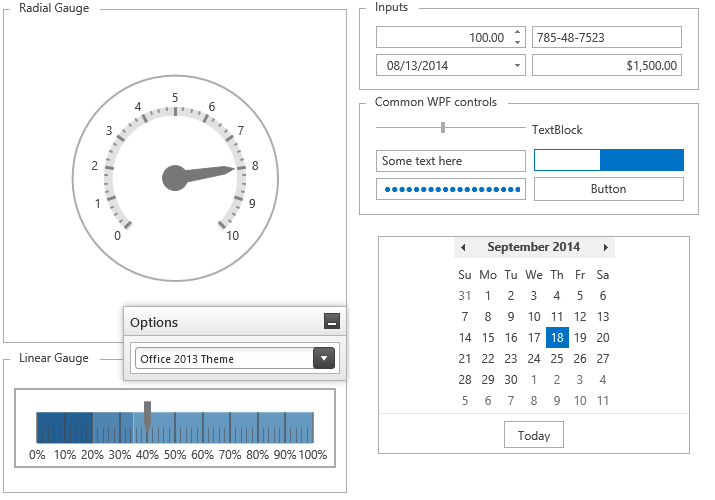 Radial Gauge
5
4 6
3 7
2 8
1 9
0 10
Options
Office 2013 Theme
Linear Gauge
0% 10% 20% 30% 40% 50% 60% 70% 80% 90% 100%
Inputs
100.00 785-48-7523
08/13/2014 $1,500.00
Common WPF controls
TextBlock
Some text here
Button
September 2014
Su Mo Tu We Th Fr Sa
31 1 2 3 4 5 6
7 8 9 10 11 12 13
14 15 16 17 18 19 20
21 22 23 24 25 26 27
28 29 30 1 2 3 4
5 6 7 8 9 10 11
Today